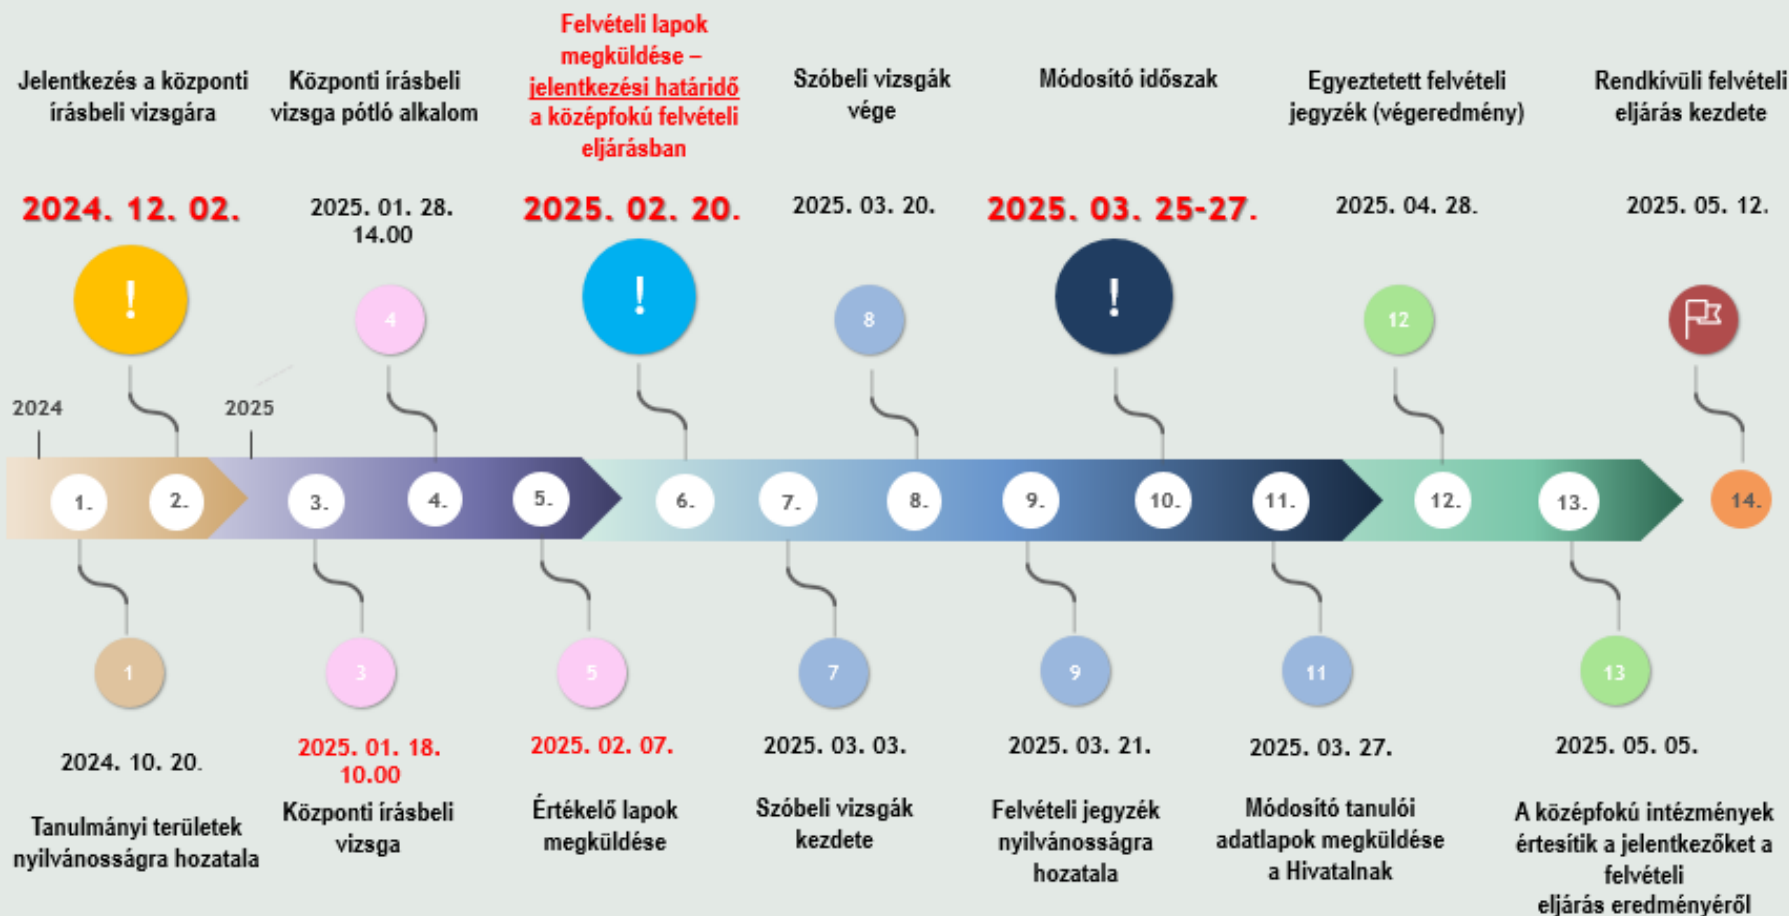 Jelentkezés a központi
írásbeli vizsgára
2024. 12. 02.
!
Központi írásbeli
vizsga pótló alkalom
2025. 01. 28.
14.00
4
Felvételi lapok
megküldése –
jelentkezési határidő
a középfokú felvételi
eljárásban
2025. 02. 20.
!
Szóbeli vizsgák
vége
2025. 03. 20.
8
Módosító időszak
2025. 03. 25-27.
!
Egyeztetett felvételi
jegyzék (végeredmény)
2025. 04. 28.
12
Rendkívüli felvételi
eljárás kezdete
2025. 05. 12.
2024
2025
1.
2.
3.
4.
5.
6.
7.
8.
9.
10.
11.
12.
13.
14.
1
2024. 10. 20.
Tanulmányi területek
nyilvánosságra hozatala
3
2025. 01. 18.
10.00
Központi írásbeli
vizsga
5
2025. 02. 07.
Értékelő lapok
megküldése
7
2025. 03. 03.
Szóbeli vizsgák
kezdete
9
2025. 03. 21.
Felvételi jegyzék
nyilvánosságra
hozatala
11
2025. 03. 27.
Módosító tanulói
adatlapok megküldése
a Hivatalnak
13
2025. 05. 05.
A középfokú intézmények
értesítik a jelentkezőket a
felvételi
eljárás eredményéről